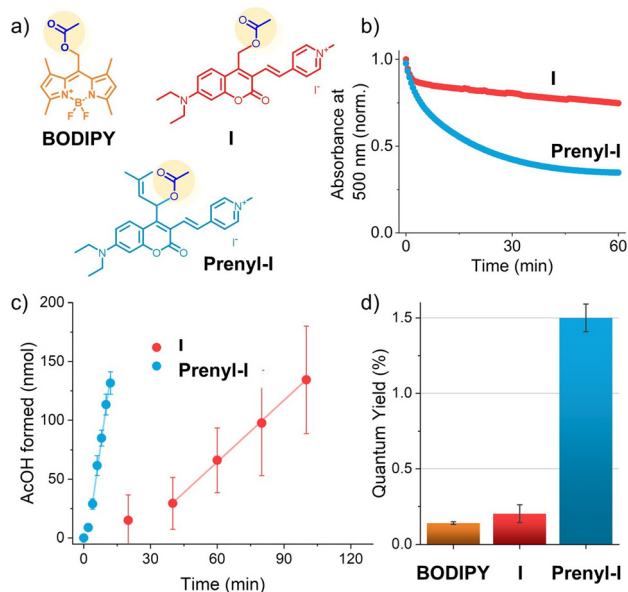 a)
O
O
N
N+
B-
F
F
BODIPY
O
O
N+
I-
N
O
O
I
O
O
N+
I-
N
O
O
Prenyl-I
b)
Absorbance at
500 nm (norm.)
1.0
0.5
0.0
0
30
60
Time (min)
I
Prenyl-I
c)
AcOH formed (nmol)
200
150
100
50
0
0
30
60
90
120
Time (min)
I
Prenyl-I
d)
Quantum Yield (%)
1.5
1.0
0.5
0.0
BODIPY
I
Prenyl-I